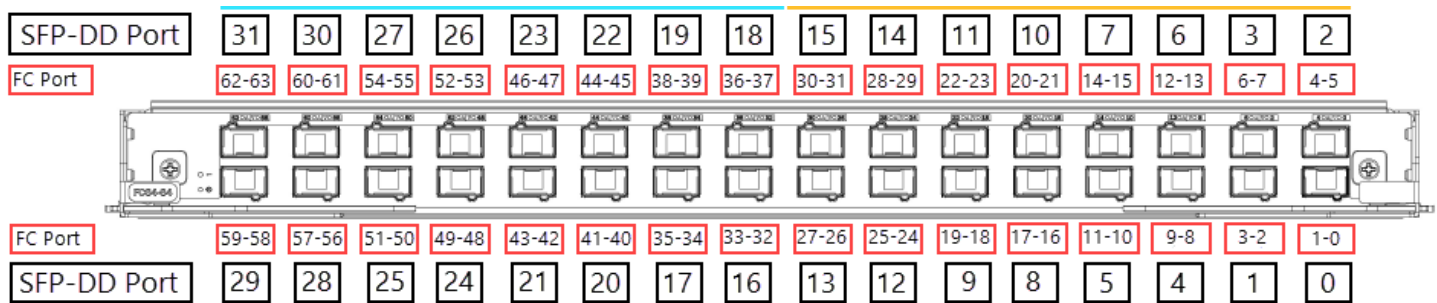 SFP-DD Port 31 30 27 26 23 22 19 18 15 14 11 10 7 6 3 2
FC Port 62-63 60-61 54-55 52-53 46-47 44-45 38-39 36-37 30-31 28-29 22-23 20-21 14-15 12-13 6-7 4-5
FC64-64
FC Port 59-58 57-56 51-50 49-48 43-42 41-40 35-34 33-32 27-26 25-24 19-18 17-16 11-10 9-8 3-2 1-0
SFP-DD Port 29 28 25 24 21 20 17 16 13 12 9 8 5 4 1 0